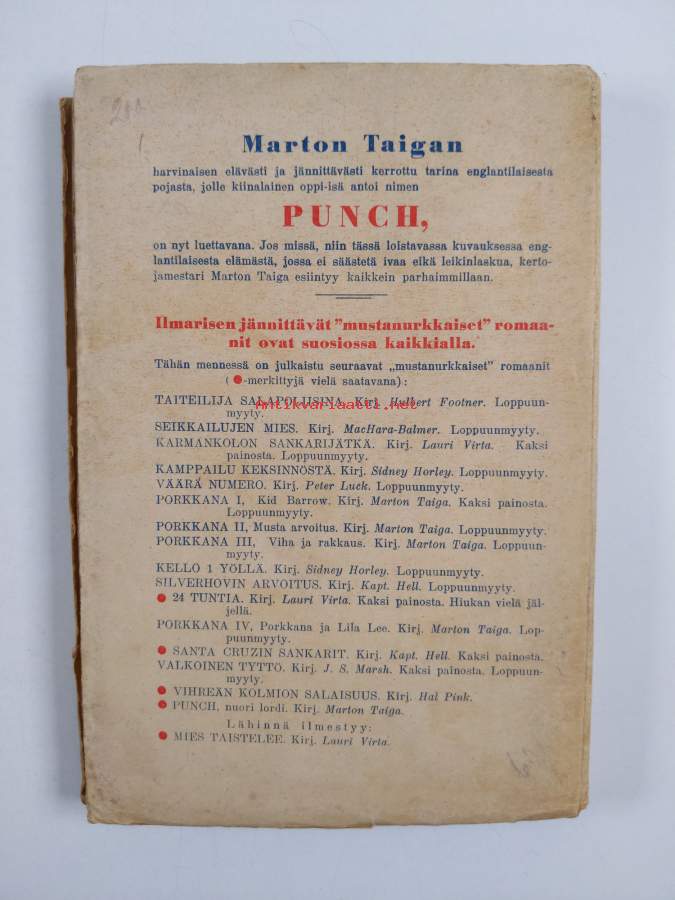 Marton Taigan
harvinaisen elävästi ja jännittävästi kerrottu tarina englantilaisesta
pojasta, jolle kiinalainen oppi-isä antoi nimen
PUNCH,
on nyt luettavana. Jos missä, niin tässä loistavassa kuvauksessa eng-
lantilaisesta elämästä, jossa ei säästetä ivaa eikä leikinlaskua, kerto-
jamestari Marton Taiga esiintyy kaikkein parhaimmillaan.
Ilmarisen jännittävät "mustanurkkaiset" romaa-
nit ovat suosiossa kaikkialla.
Tähän mennessä on julkaistu seuraavat „mustanurkkaiset" romaanit
(●-merkittyjä vielä saatavana):
TAITEILIJA SALAPOLIISINA. Kirj. Hulbert Footner. Loppuun-
myyty.
Antikvariaatti.net
SEIKKAILUJEN MIES. Kirj. MacHara-Balmer. Loppuunmyyty.
KARMANKOLON SANKARIJÄTKÄ. Kirj. Lauri Virta. Kaksi
painosta. Loppuunmyyty.
KAMPPAILU KEKSINNÖSTÄ. Kirj. Sidney Horley. Loppuunmyyty.
VÄÄRÄ NUMERO. Kirj. Peter Luck. Loppuunmyyty.
PORKKANA I, Kid Barrow. Kirj. Marton Taiga. Kaksi painosta.
Loppuunmyyty.
PORKKANA II, Musta arvoitus. Kirj. Marton Taiga. Loppuunmyyty.
PORKKANA III, Viha ja rakkaus. Kirj. Marton Taiga. Loppuun-
myyty.
KELLO 1 YÖLLÄ. Kirj. Sidney Horley. Loppuunmyyty.
SILVERHOVIN ARVOITUS. Kirj. Kapt. Hell. Loppuunmyyty.
● 24 TUNTIA. Kirj. Lauri Virta. Kaksi painosta. Hiukan vielä jäl-
jellä.
PORKKANA IV, Porkkana ja Lila Lee. Kirj. Marton Taiga. Lop-
puunmyyty.
● SANTA CRUZIN SANKARIT. Kirj. Kapt. Hell. Kaksi painosta.
VALKOINEN TYTTÖ. Kirj. J. S. Marsh. Kaksi painosta. Loppuun-
myyty.
● VIHREÄN KOLMION SALAISUUS. Kirj. Hal Pink.
● PUNCH, nuori lordi. Kirj. Marton Taiga.
Lähinnä ilmestyy:
● MIES TAISTELEE. Kirj. Lauri Virta.